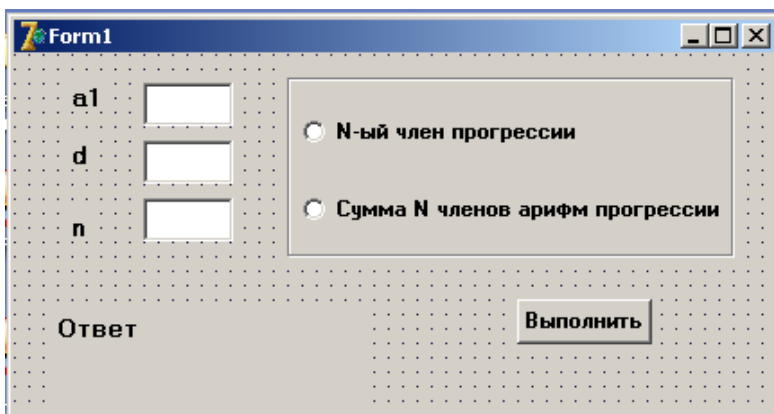 Form1
a1
N-ый член прогрессии
d
Сумма N членов арифм прогрессии
n
Выполнить
Ответ